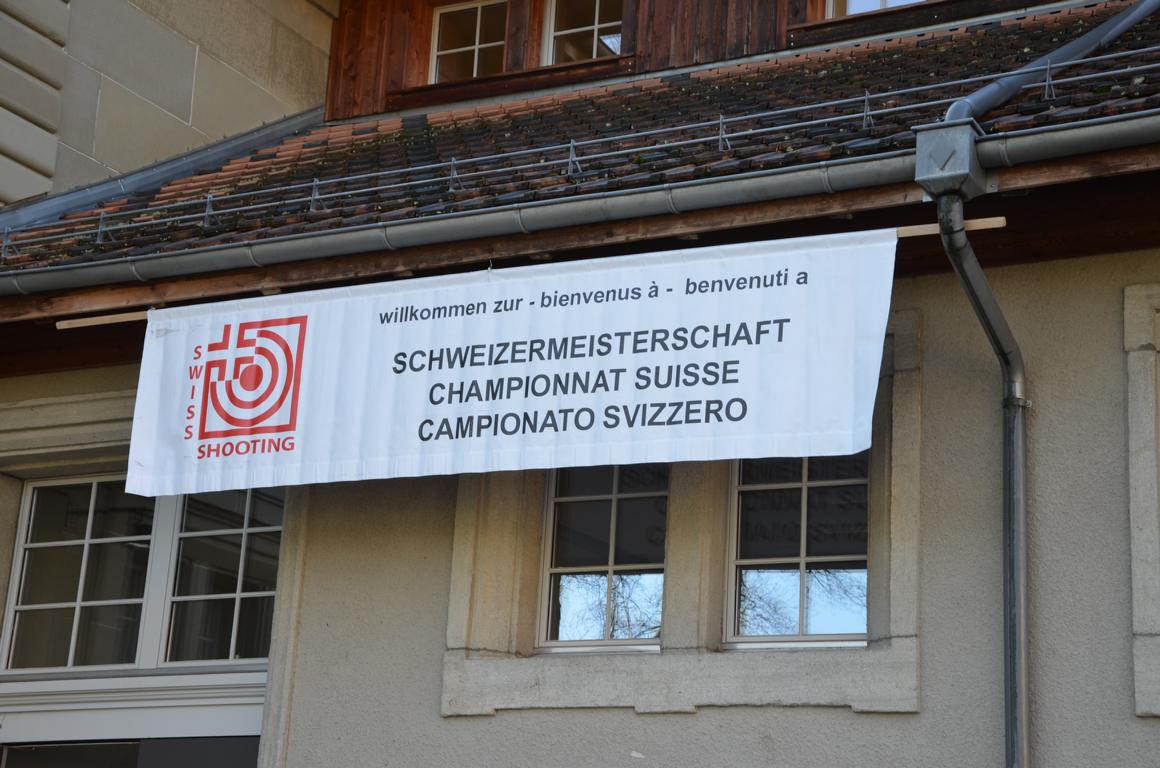 willkommen zur - bienvenus à - benvenuti a
SCHWEIZERMEISTERSCHAFT
CHAMPIONNAT SUISSE
CAMPIONATO SVIZZERO
SWISS
SHOOTING